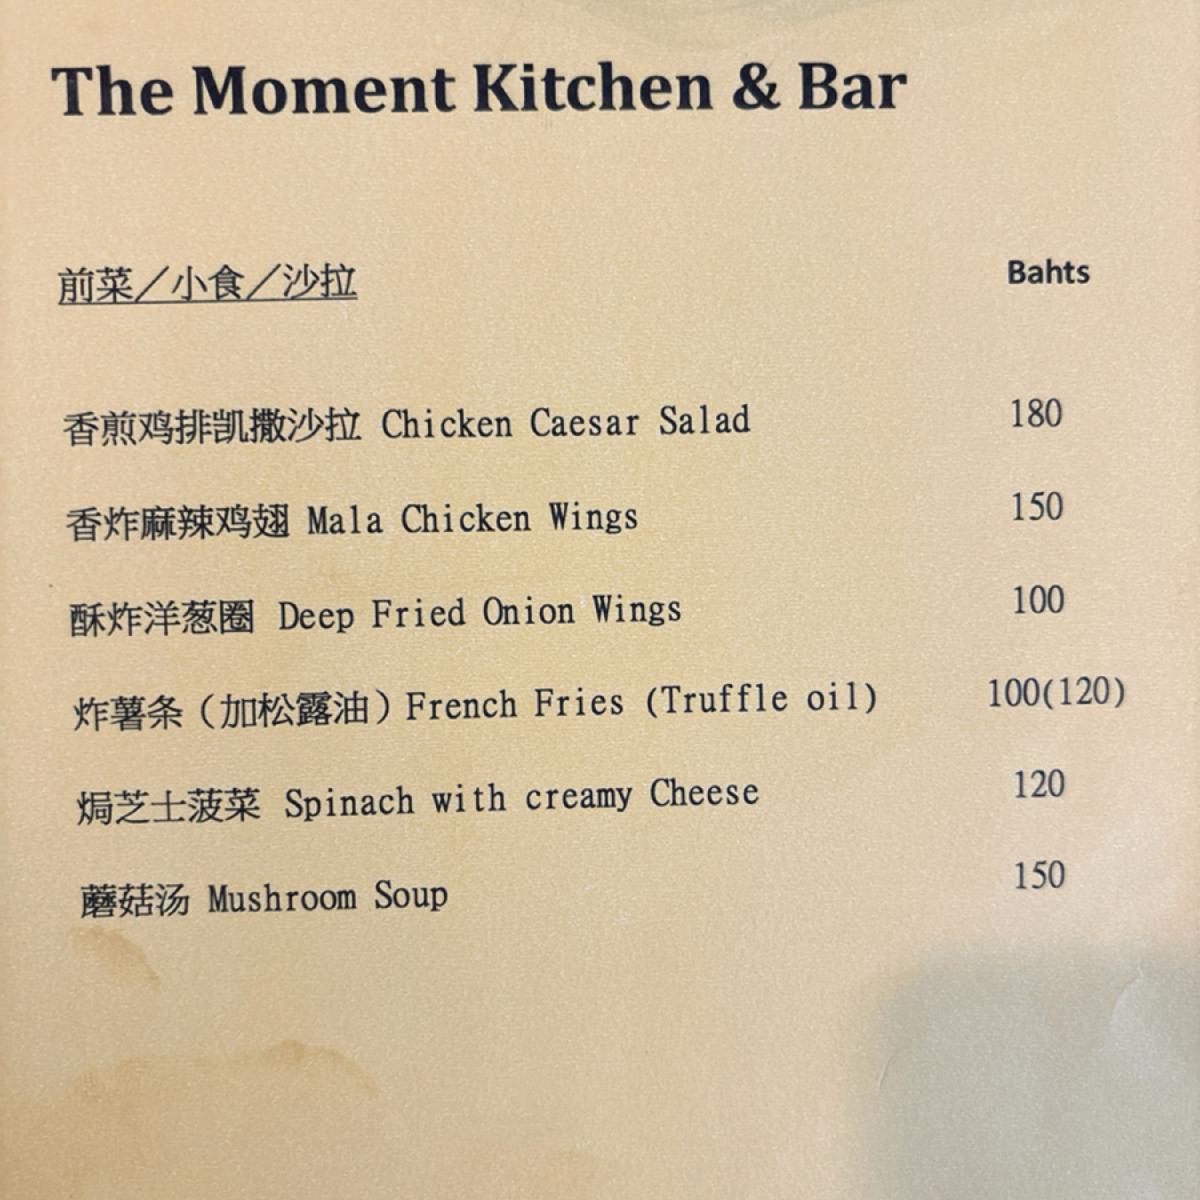 The Moment Kitchen & Bar
前菜／小食／沙拉 Bahts
香煎鸡排凯撒沙拉 Chicken Caesar Salad 180
香炸麻辣鸡翅 Mala Chicken Wings 150
酥炸洋葱圈 Deep Fried Onion Wings 100
炸薯条（加松露油）French Fries (Truffle oil) 100(120)
焗芝士菠菜 Spinach with creamy Cheese 120
蘑菇汤 Mushroom Soup 150